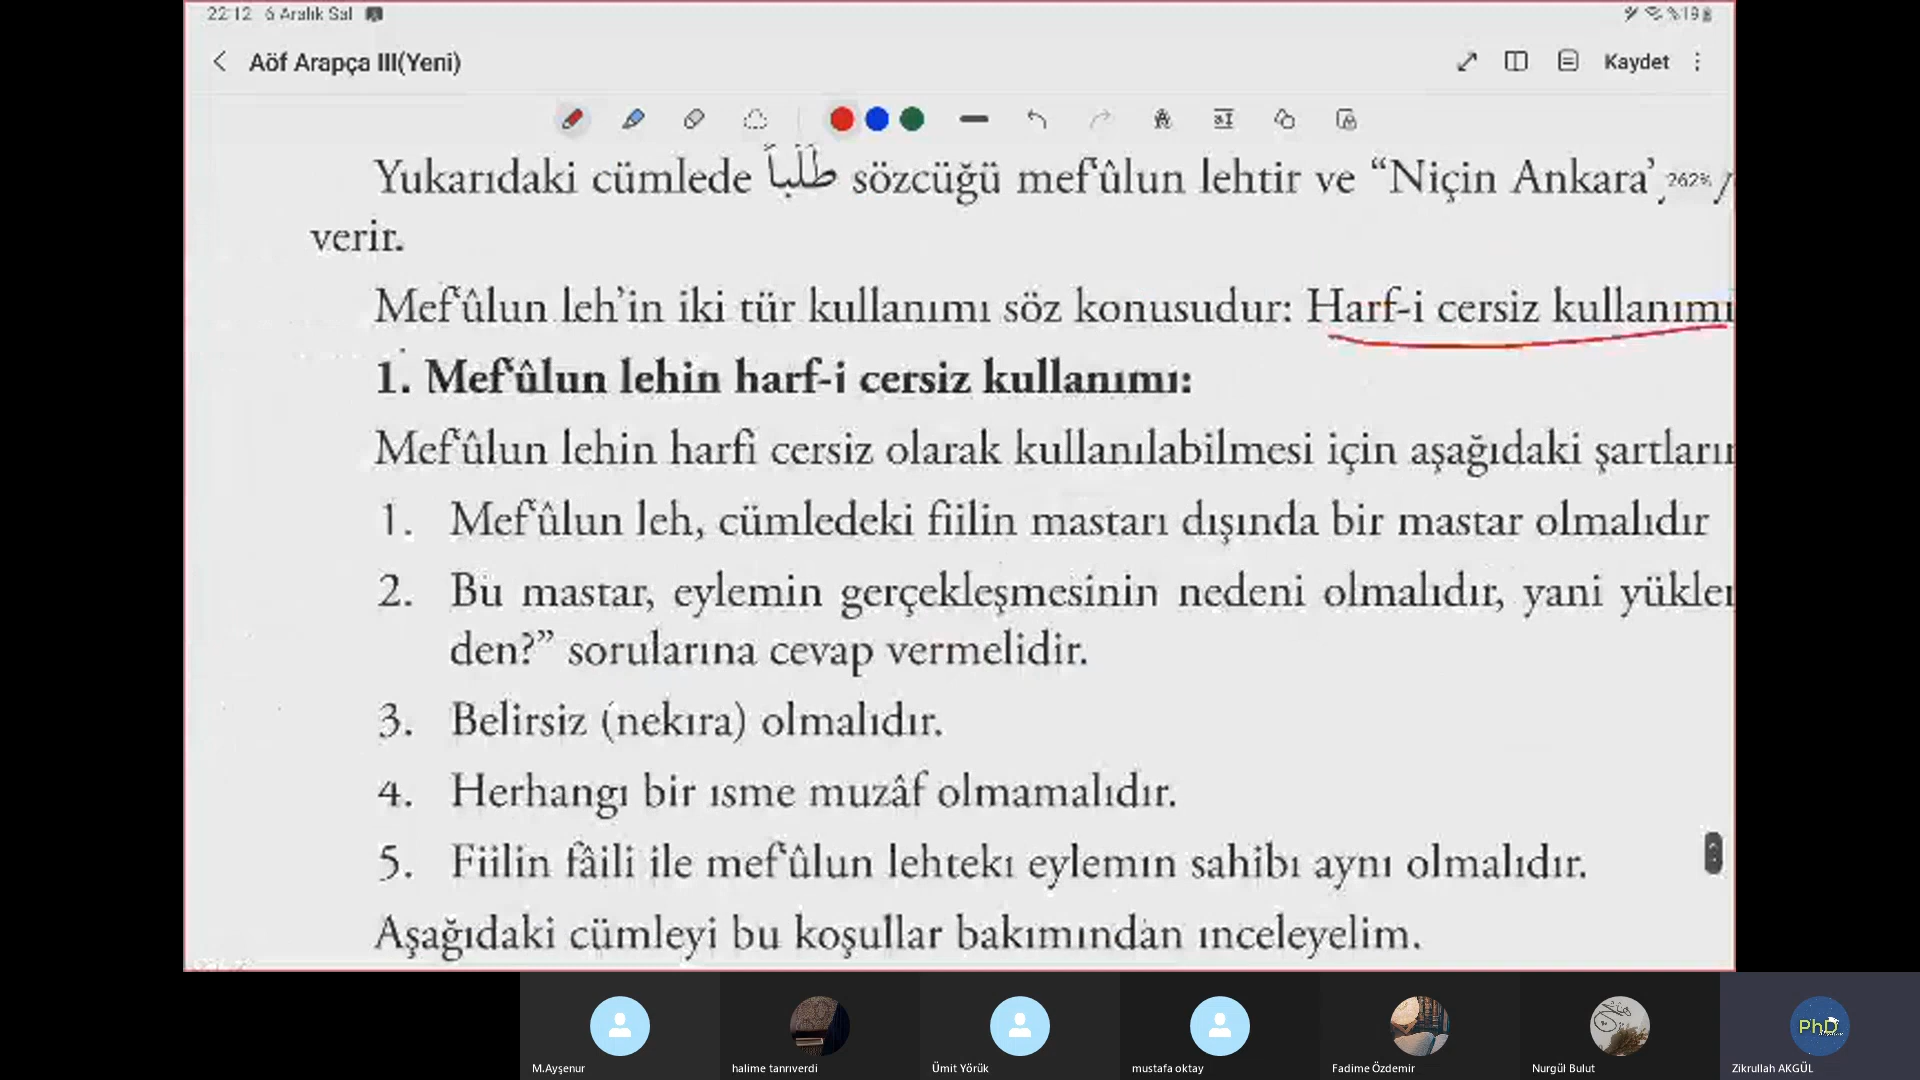 22:12 6 Aralık Sal
%19
Aöf Arapça III(Yeni)
Kaydet
Yukarıdaki cümlede طَلَباً sözcüğü mef‘ûlun lehtir ve “Niçin Ankara’
262%
verir.
Mef‘ûlun leh’in iki tür kullanımı söz konusudur: Harf-i cersiz kullanımı
1. Mef‘ûlun lehin harf-i cersiz kullanımı:
Mef‘ûlun lehin harfi cersiz olarak kullanılabilmesi için aşağıdaki şartların
1. Mef‘ûlun leh, cümledeki fiilin mastarı dışında bir mastar olmalıdır
2. Bu mastar, eylemin gerçekleşmesinin nedeni olmalıdır, yani
den?” sorularına cevap vermelidir.
3. Belirsiz (nekıra) olmalıdır.
4. Herhangi bir isme muzâf olmamalıdır.
5. Fiilin fâili ile mef‘ûlun lehteki eylemin sahibi aynı olmalıdır.
Aşağıdaki cümleyi bu koşullar bakımından inceleyelim.
PhD
M.Ayşenur
halime tanrıverdi
Ümit Yörük
mustafa oktay
Fadime Özdemir
Nurgül Bulut
Zikrullah AKGÜL